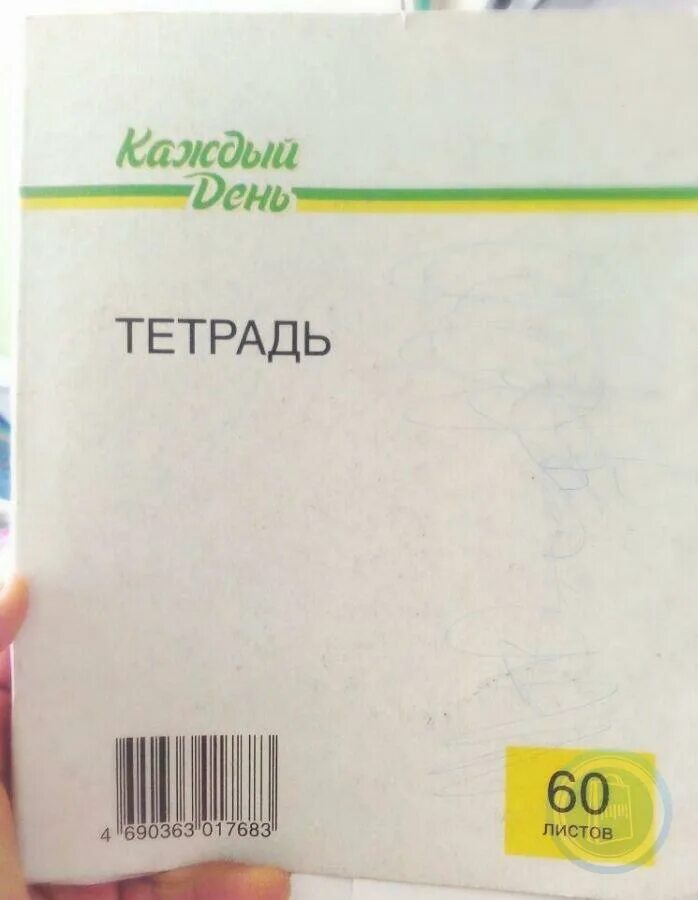 Каждый
День
ТЕТРАДЬ
4 690363 017683
60
листов